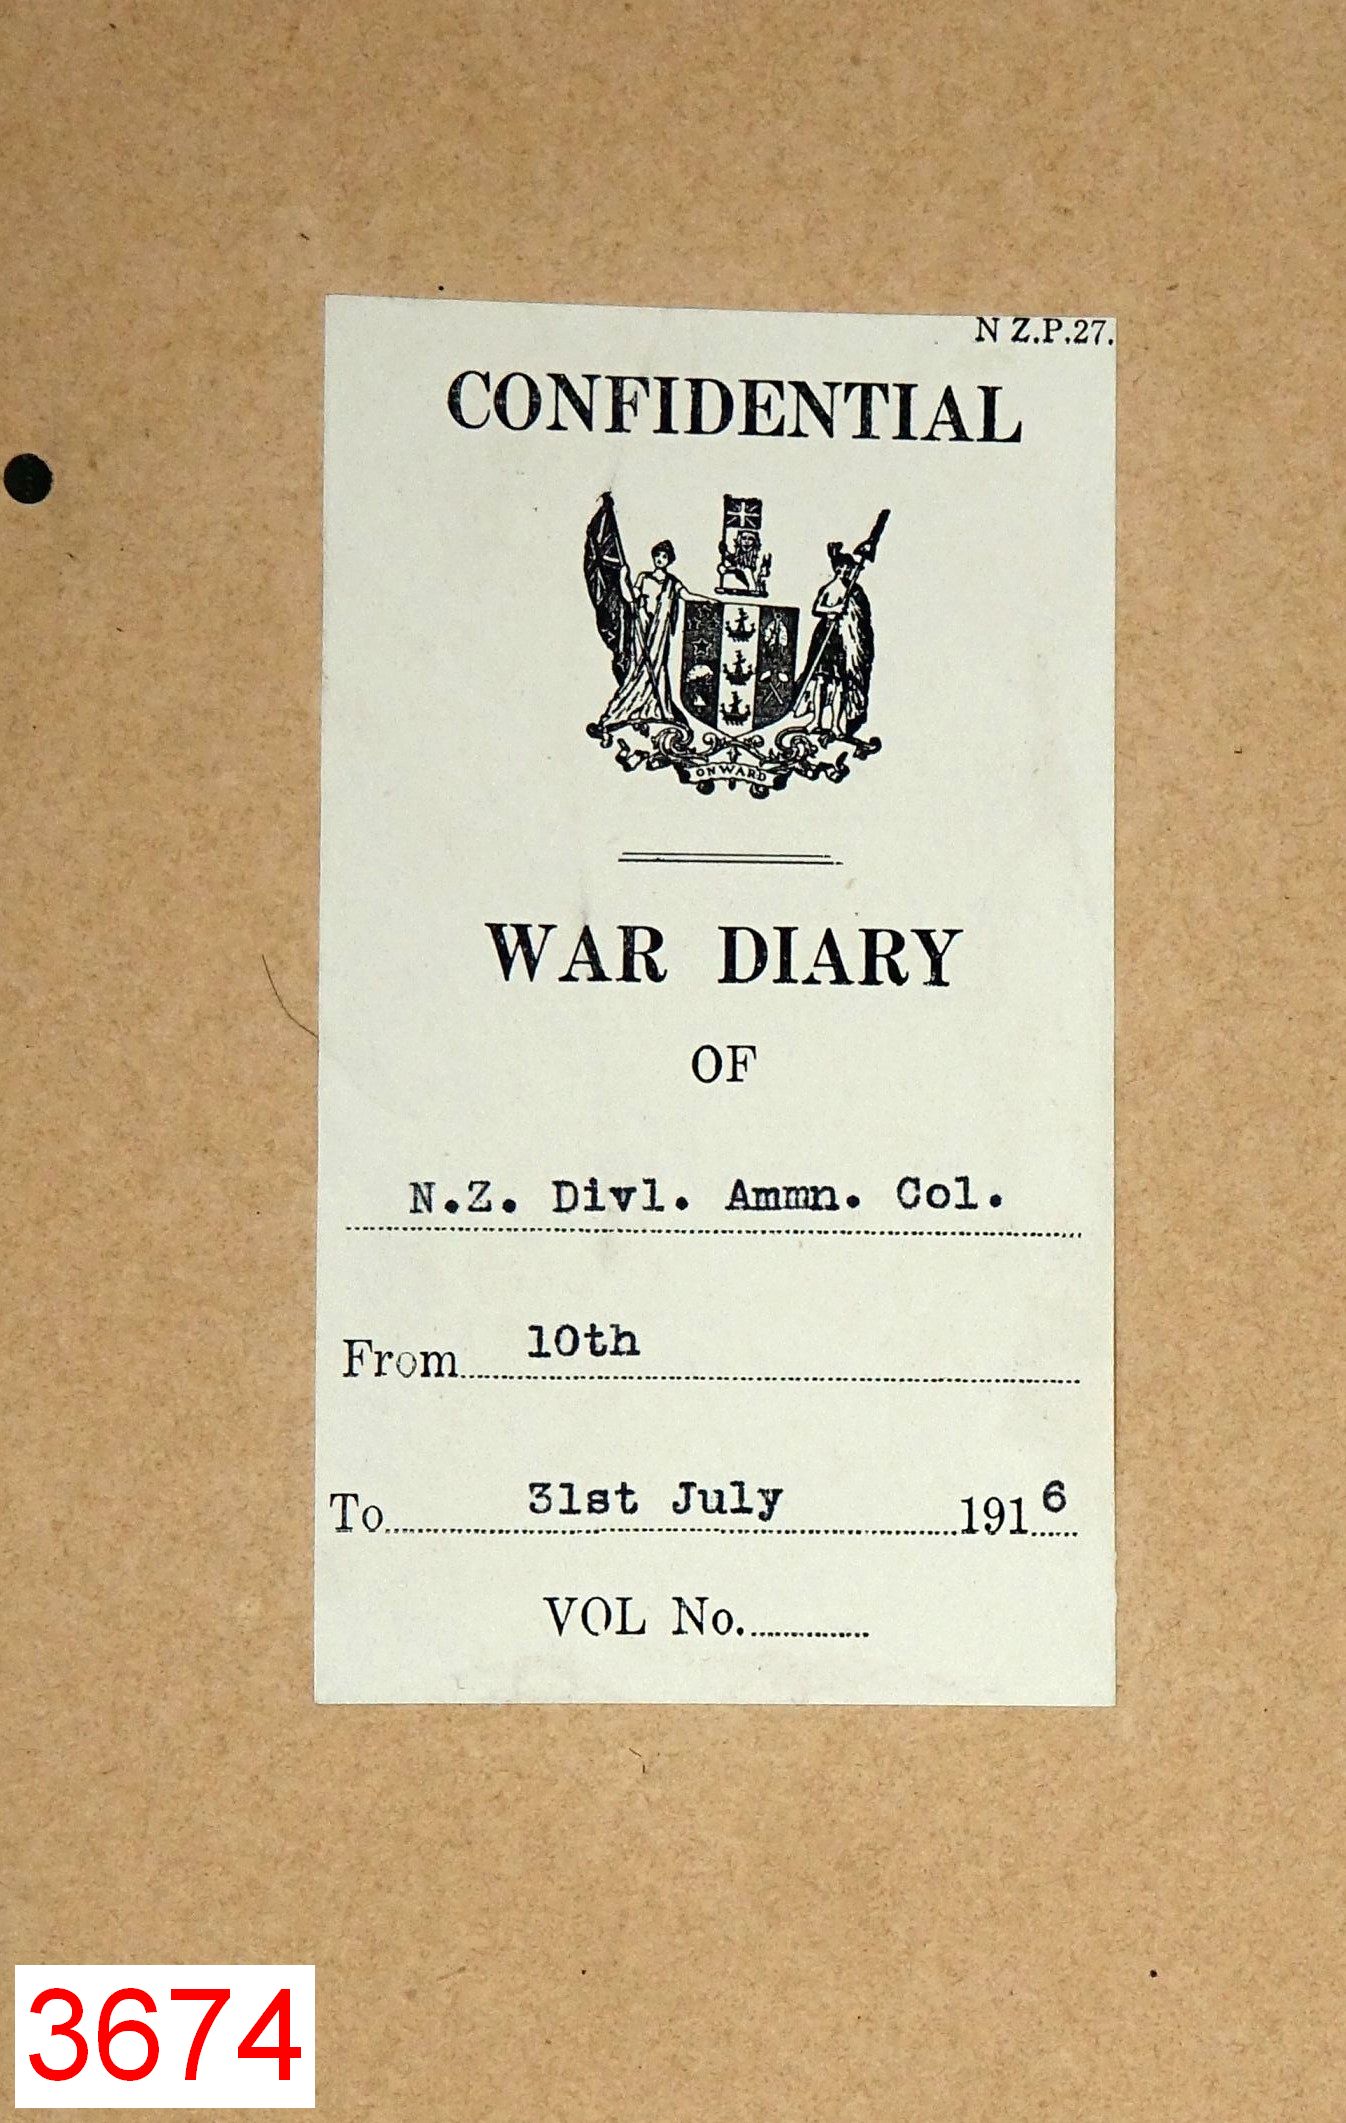 N Z.P.27.
CONFIDENTIAL
ONWARD
WAR DIARY
OF
N.Z. Divl. Ammn. Col.
From 10th
To 31st July 1916
VOL No.
3674